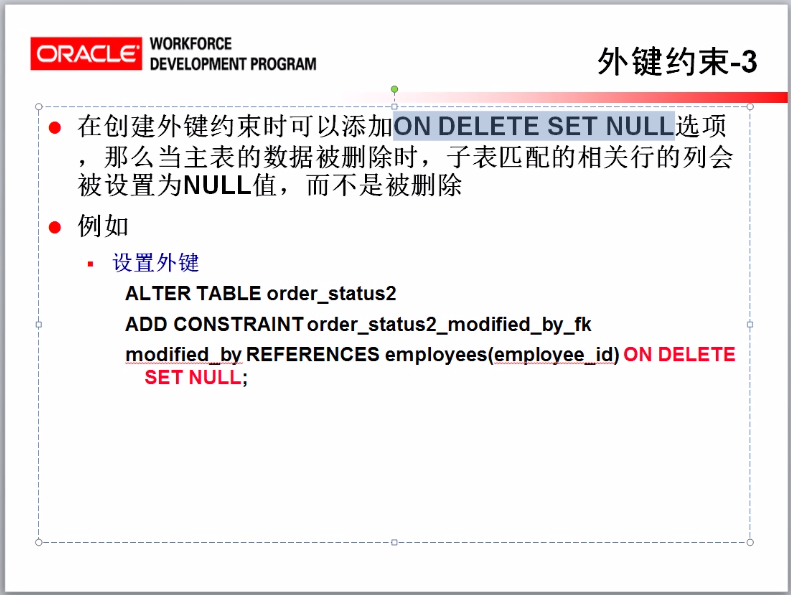 ORACLE WORKFORCE
DEVELOPMENT PROGRAM
外键约束-3
在创建外键约束时可以添加ON DELETE SET NULL选项
，那么当主表的数据被删除时，子表匹配的相关行的列会
被设置为NULL值，而不是被删除
例如
设置外键
ALTER TABLE order_status2
ADD CONSTRAINT order_status2_modified_by_fk
modified_by REFERENCES employees(employee_id) ON DELETE
SET NULL;